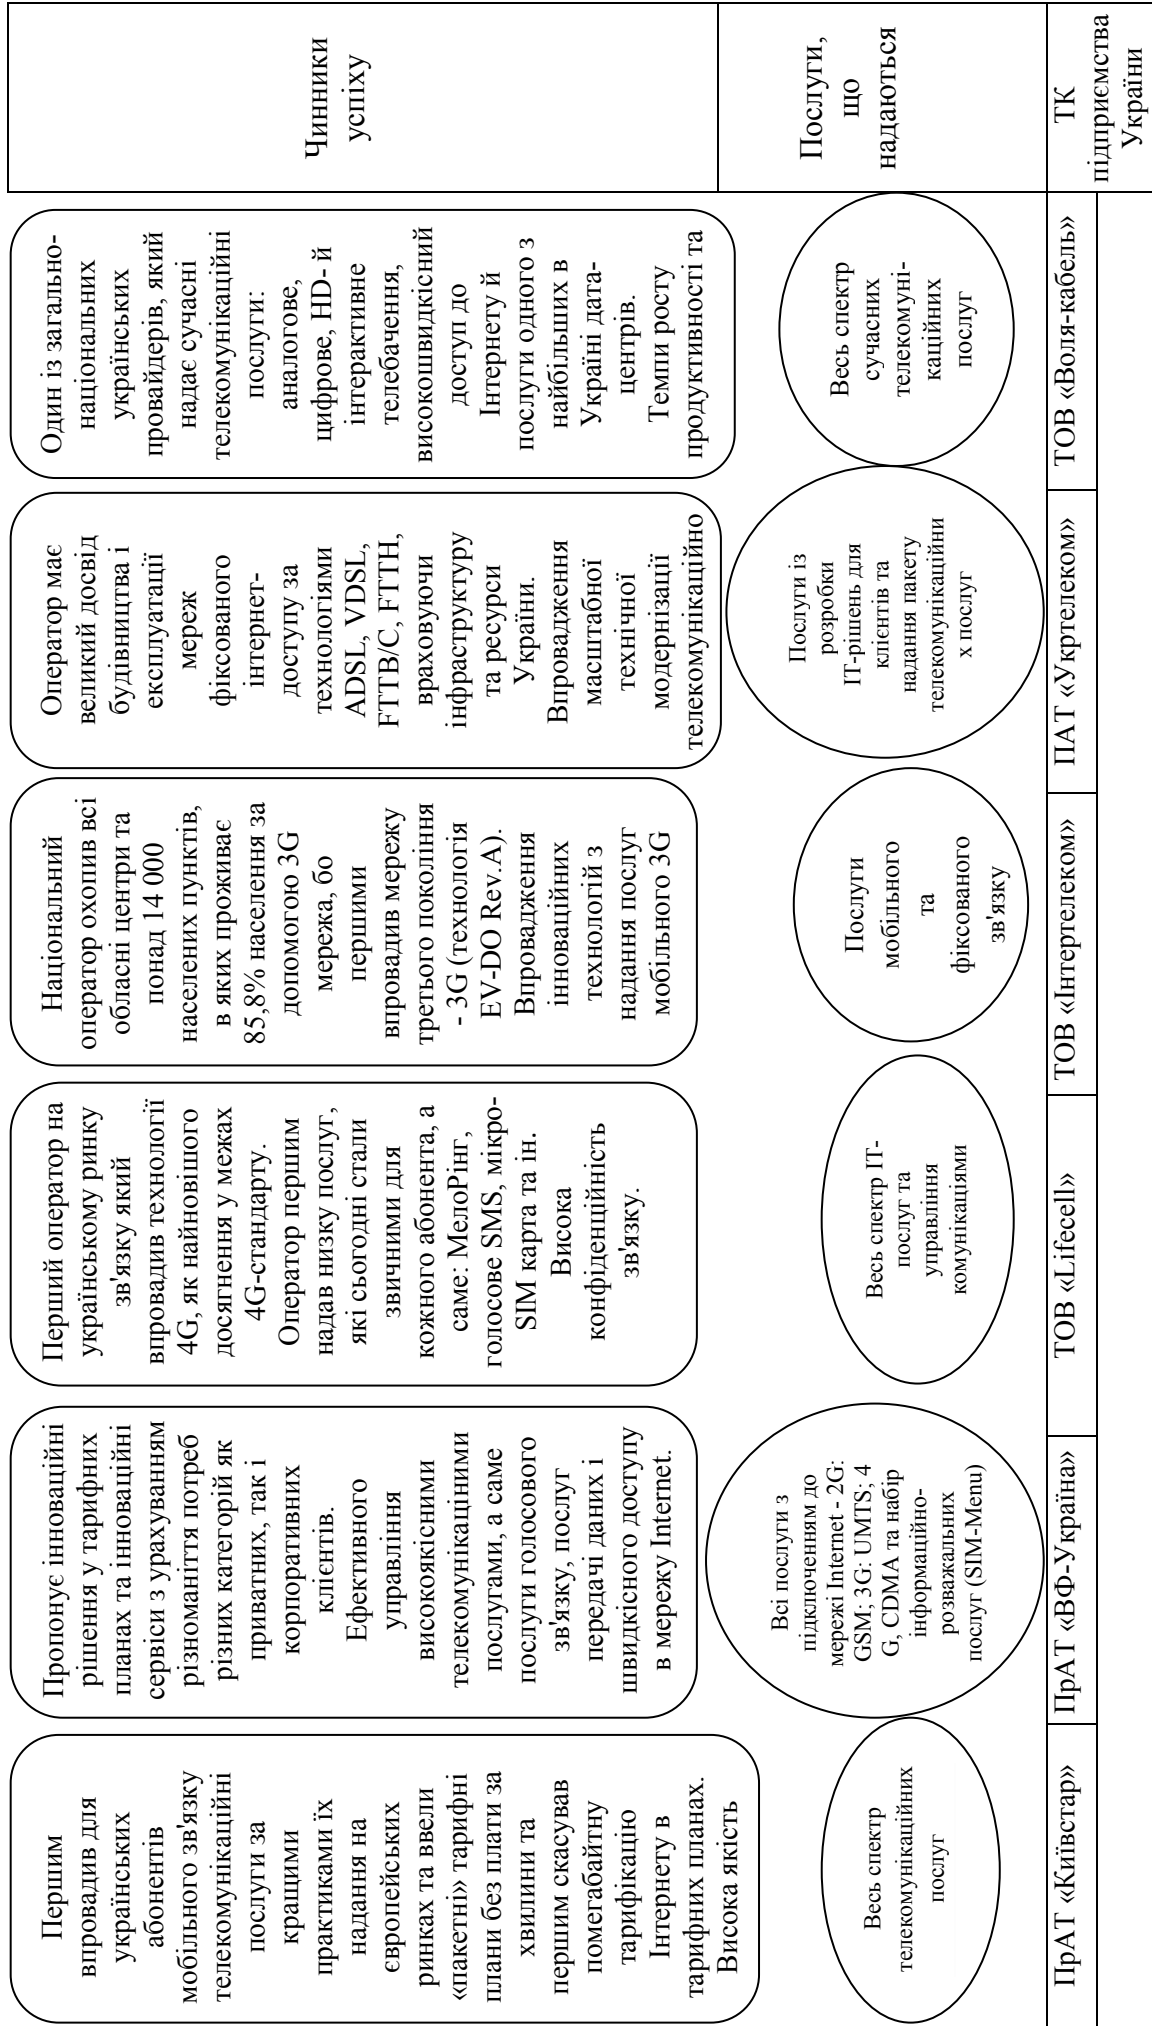 Чинники
успіху
Послуги,
що
надаються
ТК
підприємства
України
Першим
впровадив для
українських
абонентів
мобільного зв'язку
телекомунікаційні
послуги за
кращими
практиками їх
надання на
європейських
ринках та ввели
«пакетні» тарифні
плани без плати за
хвилини та
першим скасував
помегабайтну
тарифікацію
Інтернету в
тарифних планах.
Висока якість
Пропонує інноваційні
рішення у тарифних
планах та інноваційні
сервіси з урахуванням
різноманіття потреб
різних категорій як
приватних, так і
корпоративних
клієнтів.
Ефективного
управління
високоякісними
телекомунікаціними
послугами, а саме
послуги голосового
зв'язку, послуг
передачі даних і
швидкісного доступу
в мережу Internet.
Перший оператор на
українському ринку
зв'язку який
впровадив технології
4G, як найновішого
досягнення у межах
4G-стандарту.
Оператор першим
надав низку послуг,
які сьогодні стали
звичними для
кожного абонента, а
саме: МелоРінг,
голосове SMS, мікро-
SIM карта та ін.
Висока
конфіденційність
зв'язку.
Національний
оператор охопив всі
обласні центри та
понад 14 000
населених пунктів,
в яких проживає
85,8% населення за
допомогою 3G
мережа, бо
першими
впровадив мережу
третього покоління
- 3G (технологія
EV-DO Rev.A).
Впровадження
інноваційних
технологій з
надання послуг
мобільного 3G
Оператор має
великий досвід
будівництва і
експлуатації
мереж
фіксованого
інтернет-
доступу за
технологіями
ADSL, VDSL,
FTTB/C, FTTH,
враховуючи
інфраструктуру
та ресурси
України.
Впровадження
масштабної
технічної
модернізації
телекомунікаційно
Один із загально-
національних
українських
провайдерів, який
надає сучасні
телекомунікаційні
послуги:
аналогове,
цифрове, HD- й
інтерактивне
телебачення,
високошвидкісний
доступ до
Інтернету й
послуги одного з
найбільших в
Україні дата-
центрів.
Темпи росту
продуктивності та
Весь спектр
телекомунікаційних
послуг
Всі послуги з
підключенням до
мережі Internet - 2G:
GSM; 3G: UMTS; 4
G, CDMA та набір
інформаційно-
розважальних
послуг (SIM-Menu)
Весь спектр ІТ-
послуг та
управління
комунікаціями
Послуги
мобільного
та
фіксованого
зв'язку
Послуги із
розробки
ІТ-рішень для
клієнтів та
надання пакету
телекомунікаційни
х послуг
Весь спектр
сучасних
телекомуні-
каційних
послуг
ПрАТ «Київстар»
ПрАТ «ВФ-Україна»
ТОВ «Lifecell»
ТОВ «Інтертелеком»
ПАТ «Укртелеком»
ТОВ «Воля-кабель»